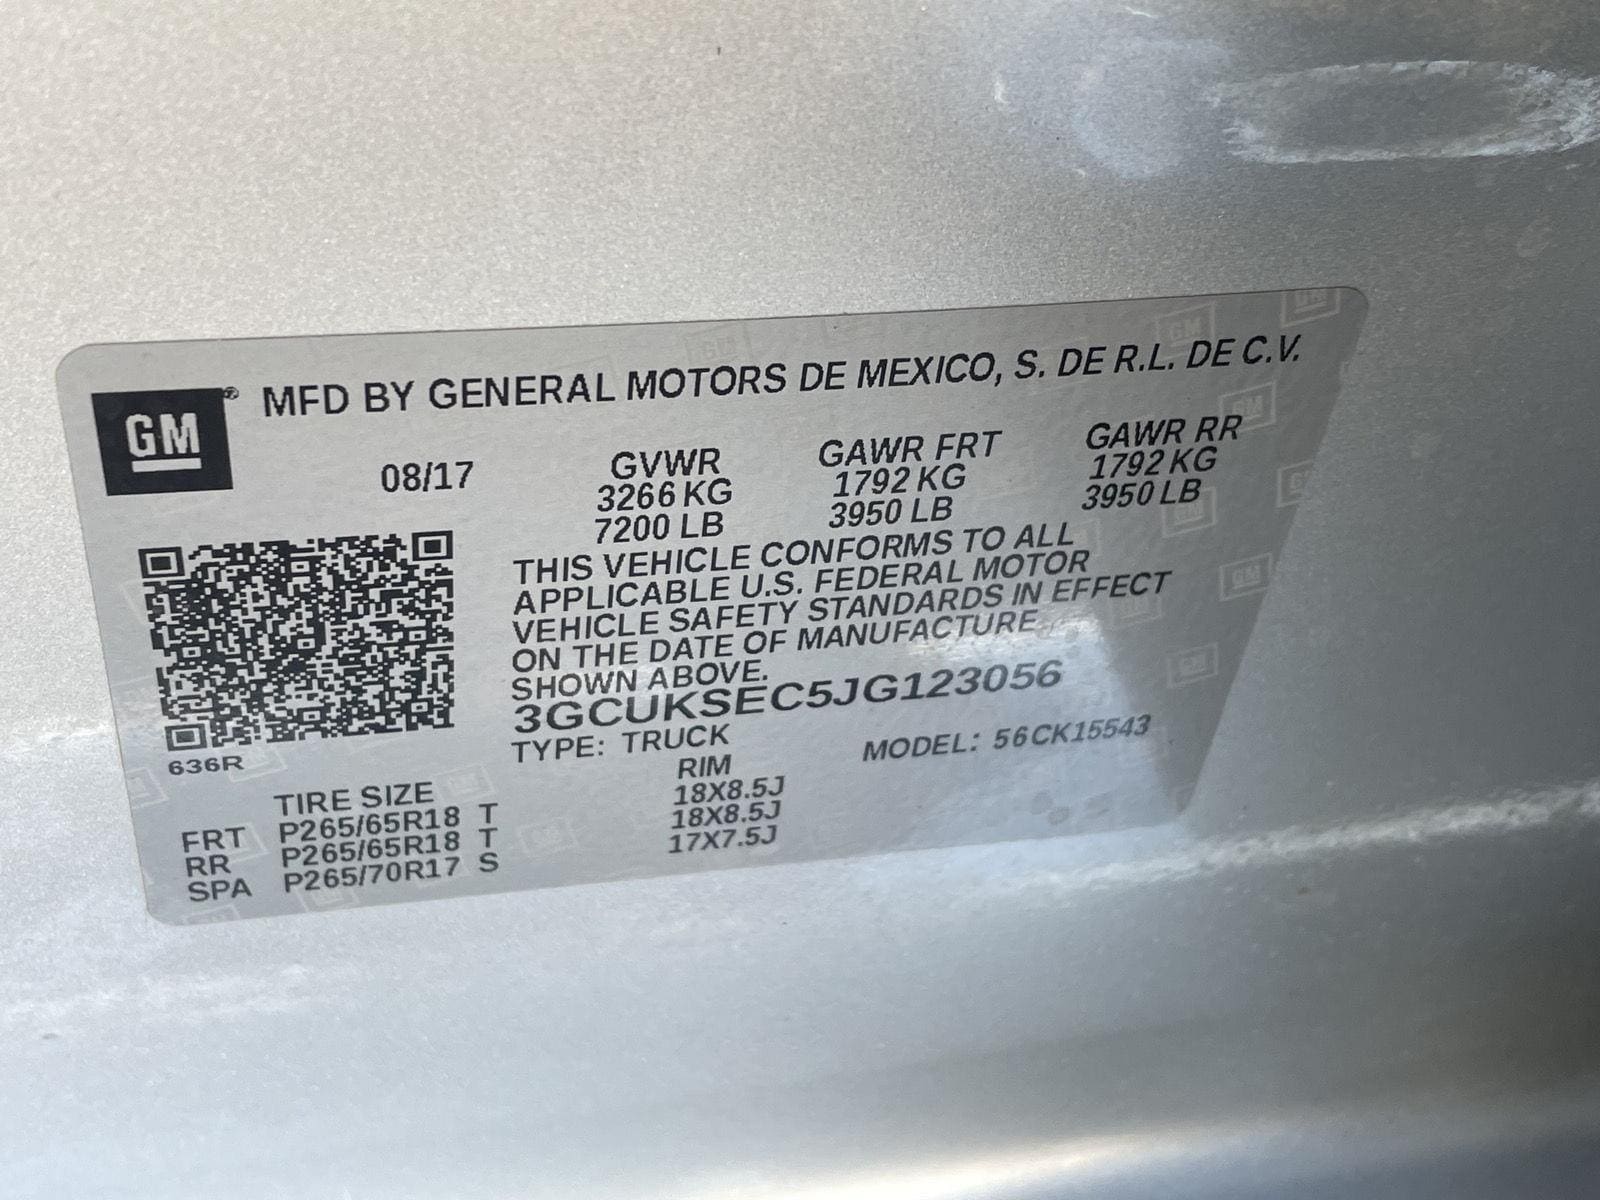 GM® MFD BY GENERAL MOTORS DE MEXICO, S. DE R.L. DE C.V.
08/17 GVWR GAWR FRT GAWR RR
3266 KG 1792 KG 1792 KG
7200 LB 3950 LB 3950 LB
THIS VEHICLE CONFORMS TO ALL
APPLICABLE U.S. FEDERAL MOTOR
VEHICLE SAFETY STANDARDS IN EFFECT
ON THE DATE OF MANUFACTURE
SHOWN ABOVE.
3GCUKSEC5JG123056
TYPE: TRUCK MODEL: 56CK15543
636R
TIRE SIZE RIM
FRT P265/65R18 T 18X8.5J
RR P265/65R18 T 18X8.5J
SPA P265/70R17 S 17X7.5J